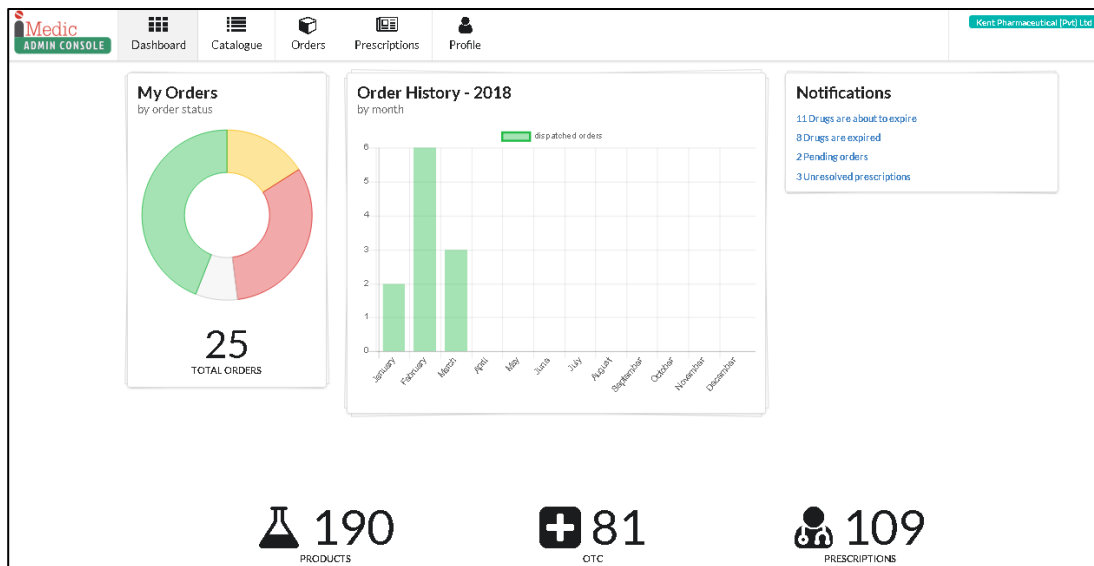 iMedic
ADMIN CONSOLE
Dashboard
Catalogue
Orders
Prescriptions
Profile
Kent Pharmaceutical [Pvt] Ltd
My Orders
by order status
25
TOTAL ORDERS
Order History - 2018
by month
dispatched orders
6
5
4
3
2
1
0
January
February
March
April
May
June
July
August
September
October
November
December
Notifications
11 Drugs are about to expire
8 Drugs are expired
2 Pending orders
3 Unresolved prescriptions
190
PRODUCTS
81
OTC
109
PRESCRIPTIONS